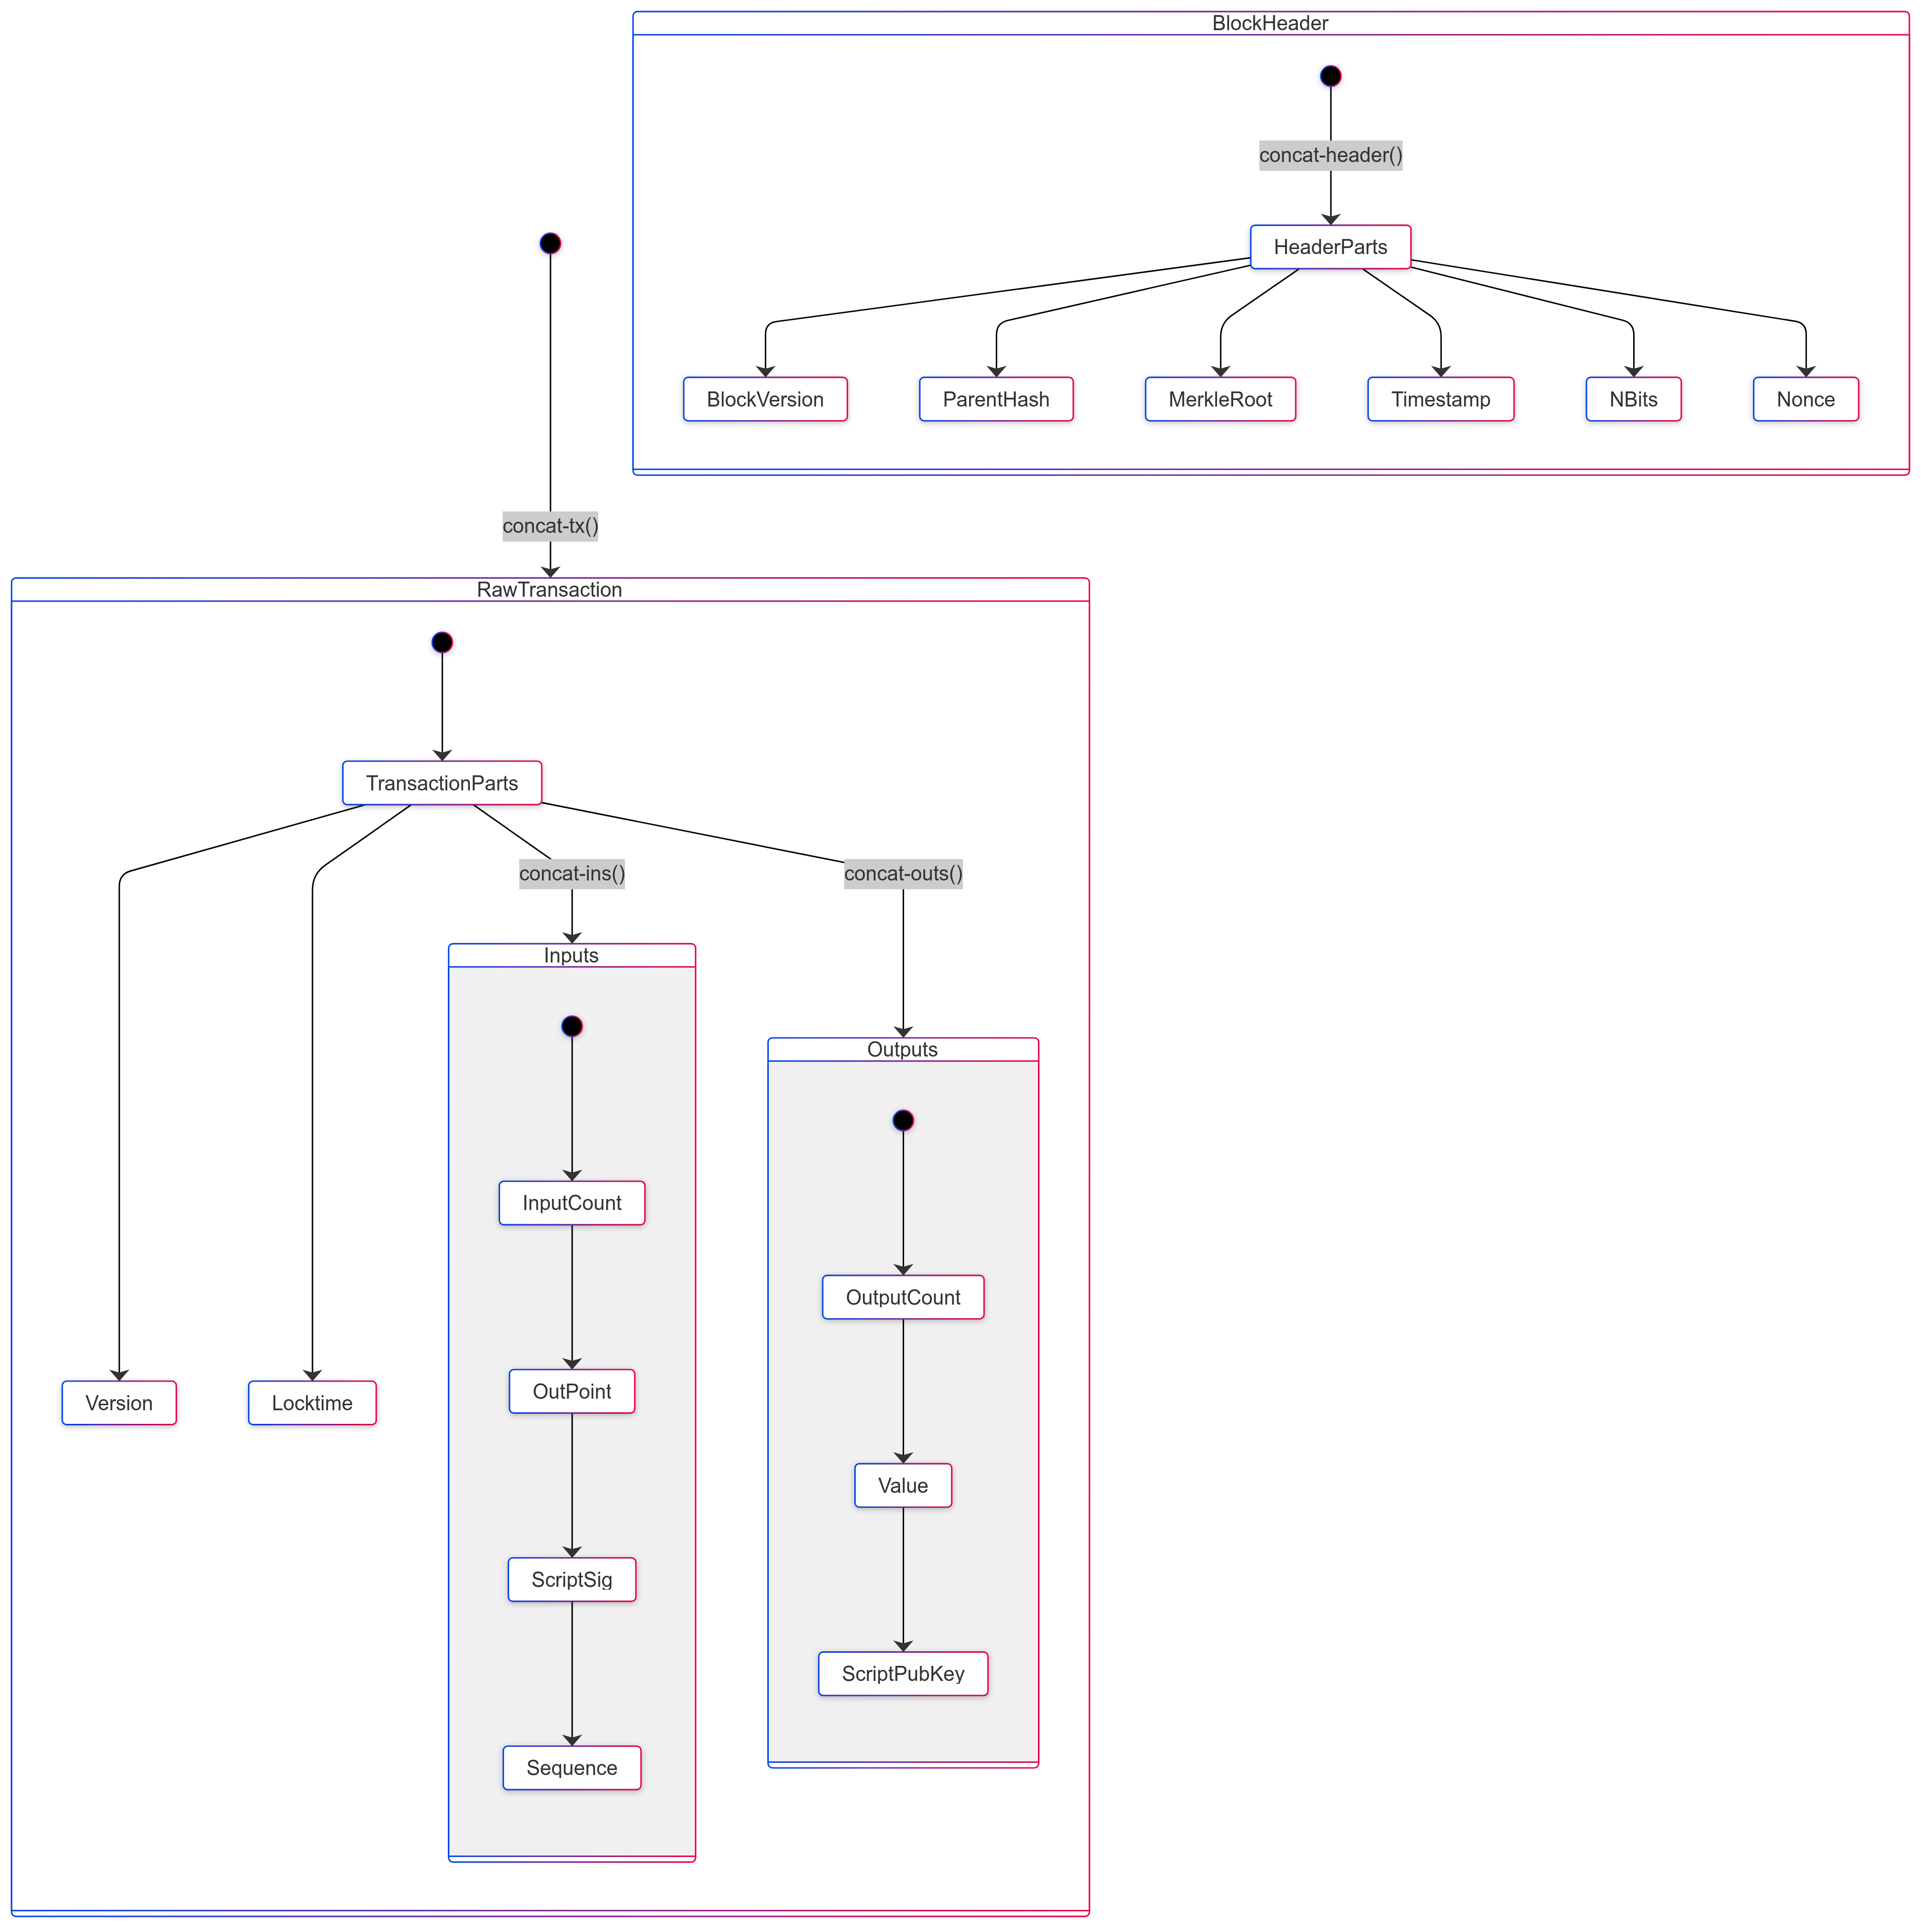 BlockHeader
concat-header()
HeaderParts
BlockVersion
ParentHash
MerkleRoot
Timestamp
NBits
Nonce
concat-tx()
RawTransaction
TransactionParts
concat-ins()
concat-outs()
Inputs
Outputs
InputCount
OutputCount
OutPoint
Version
Locktime
Value
ScriptSig
ScriptPubKey
Sequence